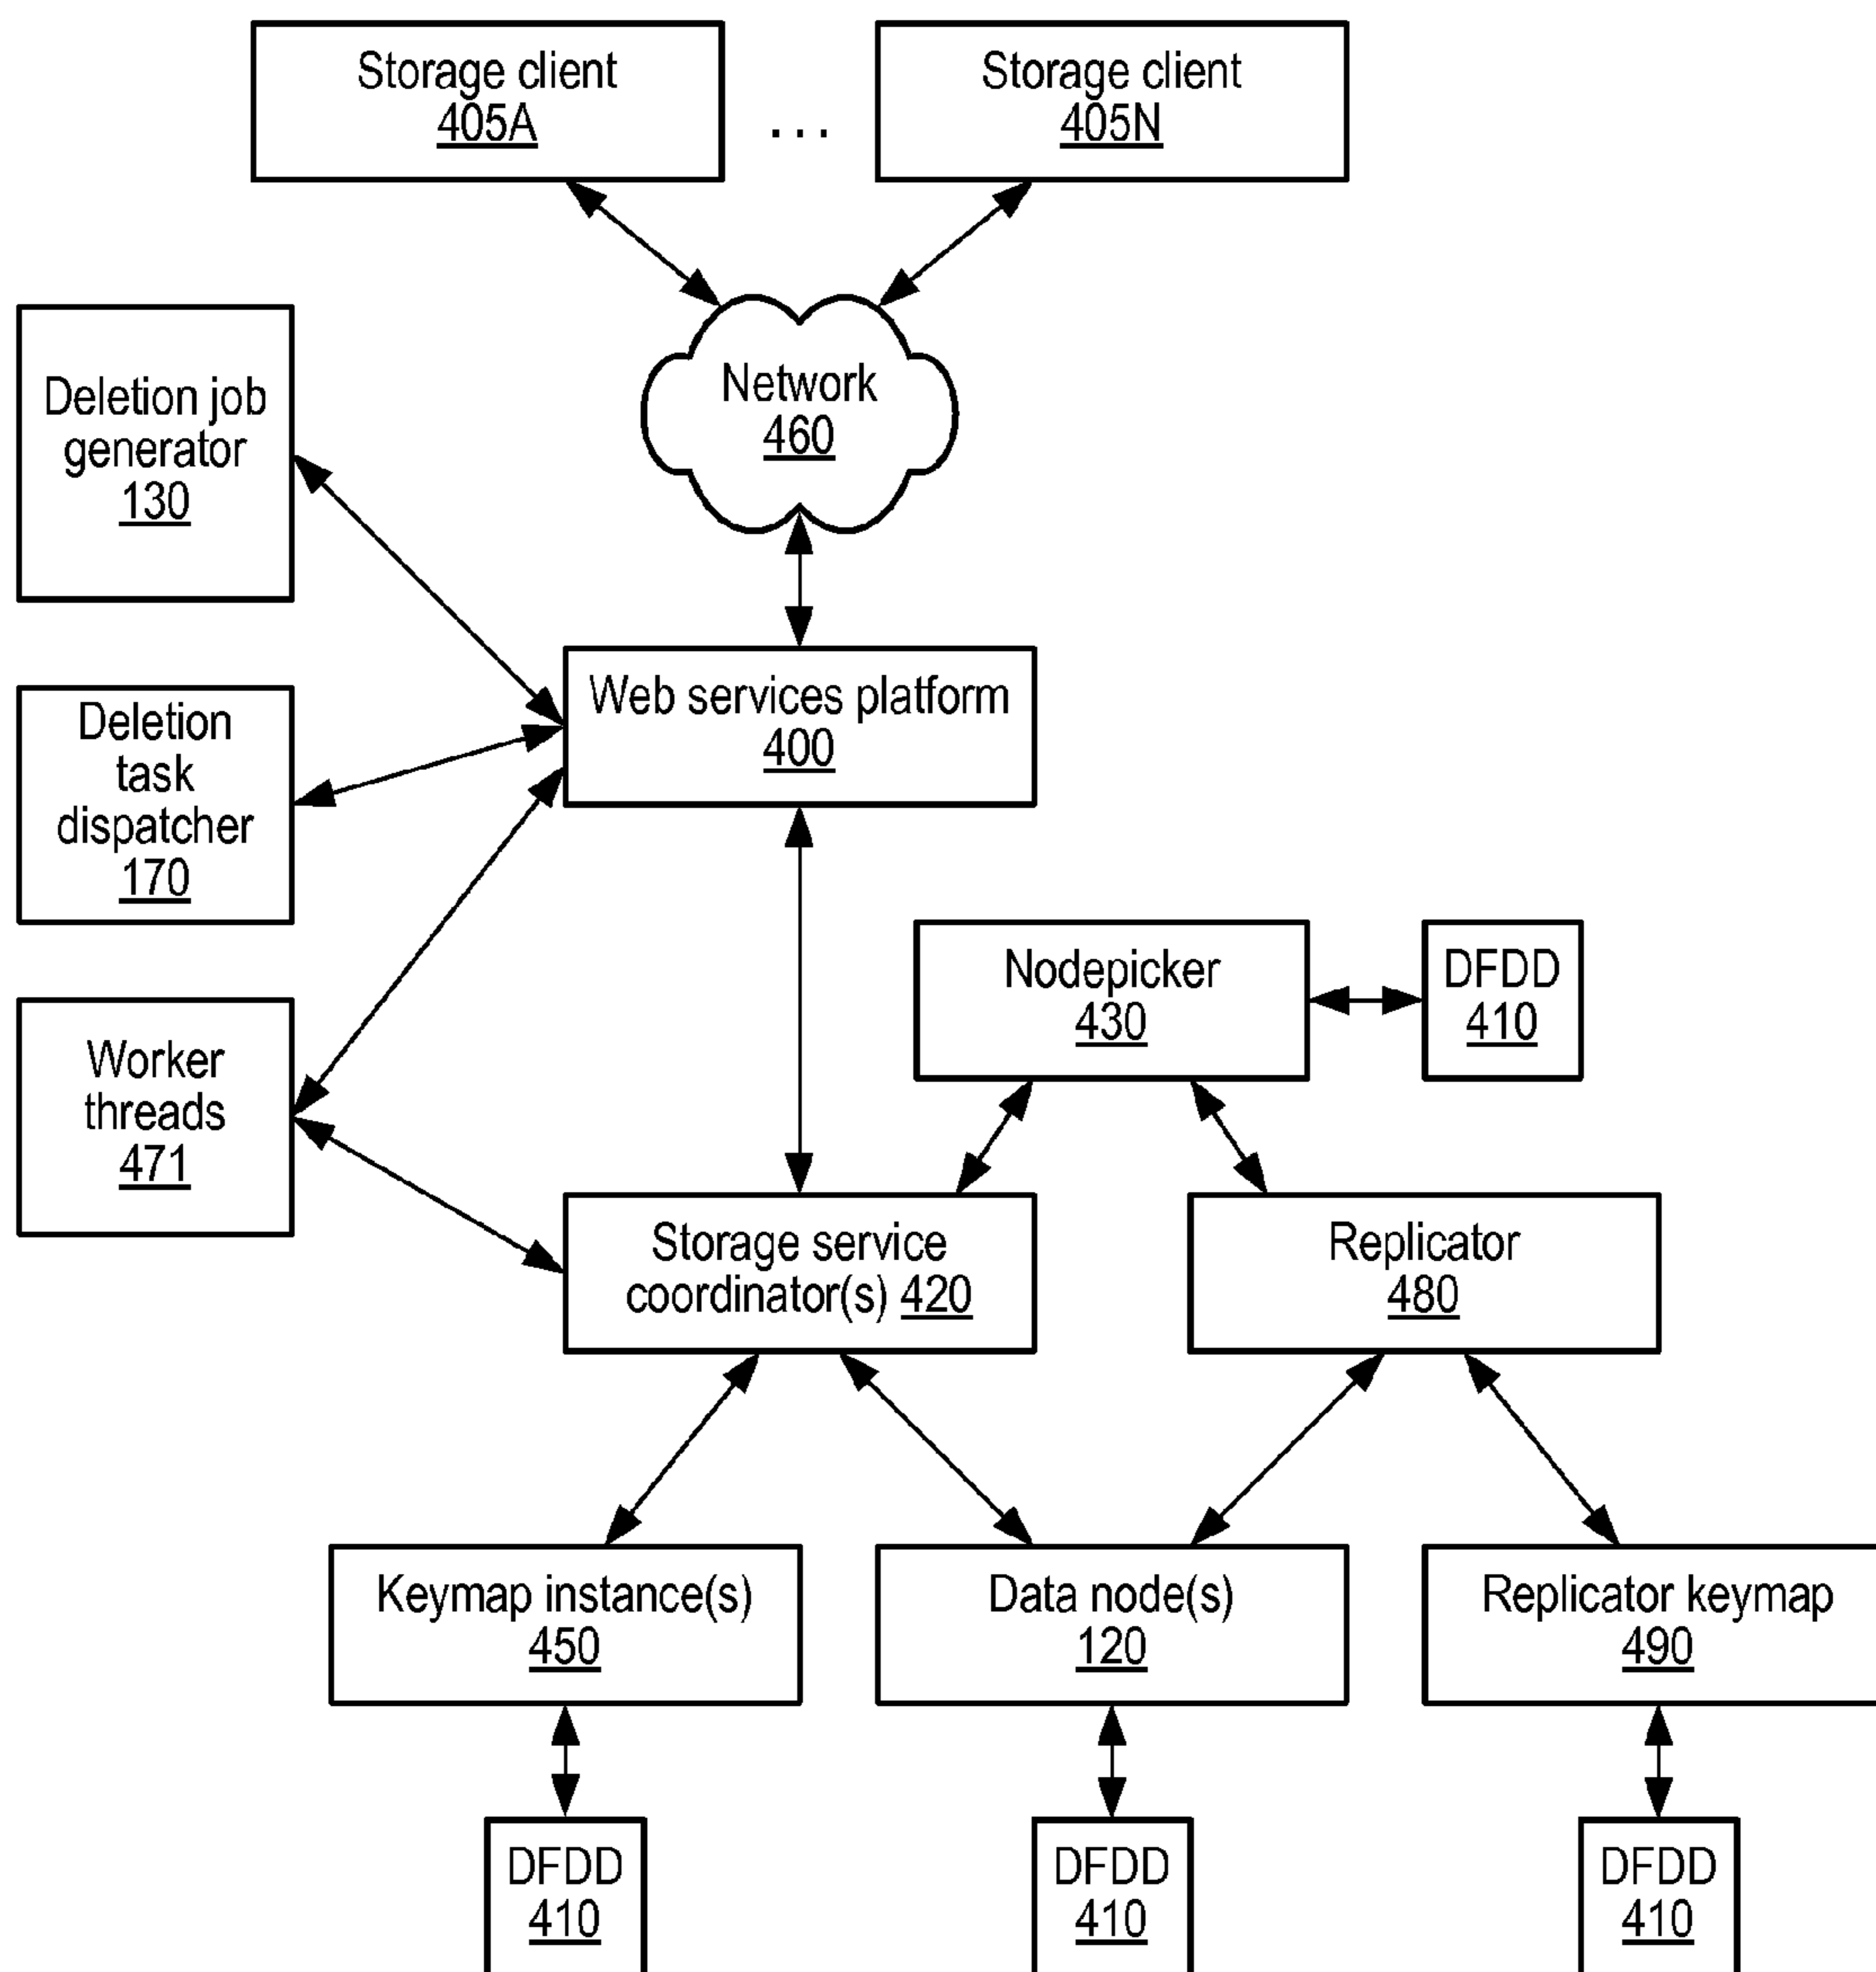 Storage client
405A
...
Storage client
405N
Network
460
Deletion job
generator
130
Web services platform
400
Deletion
task
dispatcher
170
Nodepicker
430
DFDD
410
Worker
threads
471
Storage service
coordinator(s) 420
Replicator
480
Keymap instance(s)
450
Data node(s)
120
Replicator keymap
490
DFDD
410
DFDD
410
DFDD
410